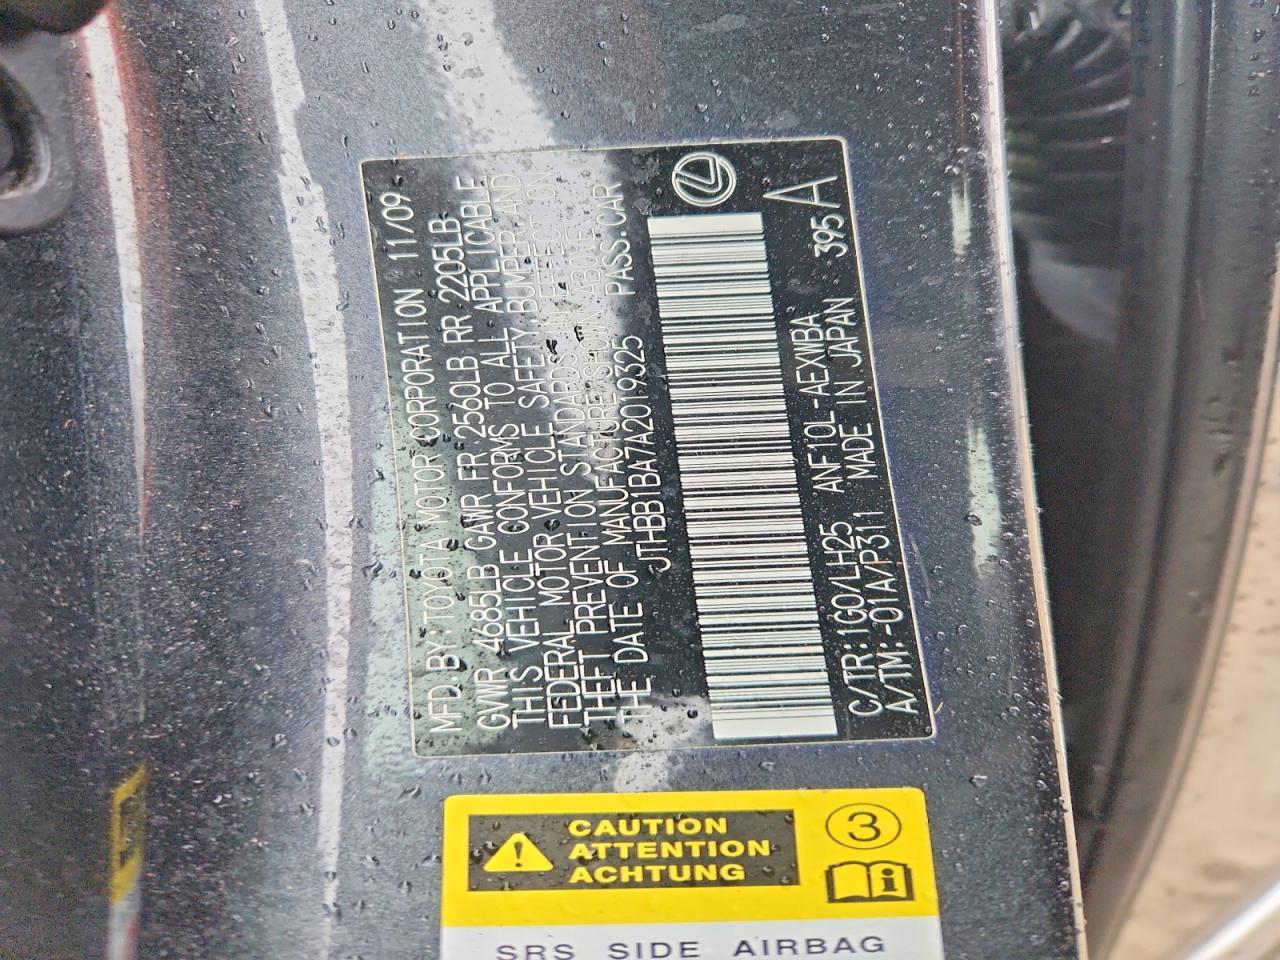 MFD.BY:TOYOTA MOTOR CORPORATION 11/09
GVWR 4685LB GAWR FR 2560LB RR 2205LB
THIS VEHICLE CONFORMS TO ALL APPLICABLE
FEDERAL MOTOR VEHICLE SAFETY, BUMPER, AND
THEFT PREVENTION STANDARDS IN EFFECT ON
THE DATE OF MANUFACTURE SHOWN ABOVE.
JTHBB1BA7A2019325 PASS.CAR
C/TR:1G0/LH25 ANF10L-AEXWBA 395A
A/TM:-01A/P311 MADE IN JAPAN
CAUTION
ATTENTION
ACHTUNG
3
i
SRS SIDE AIRBAG